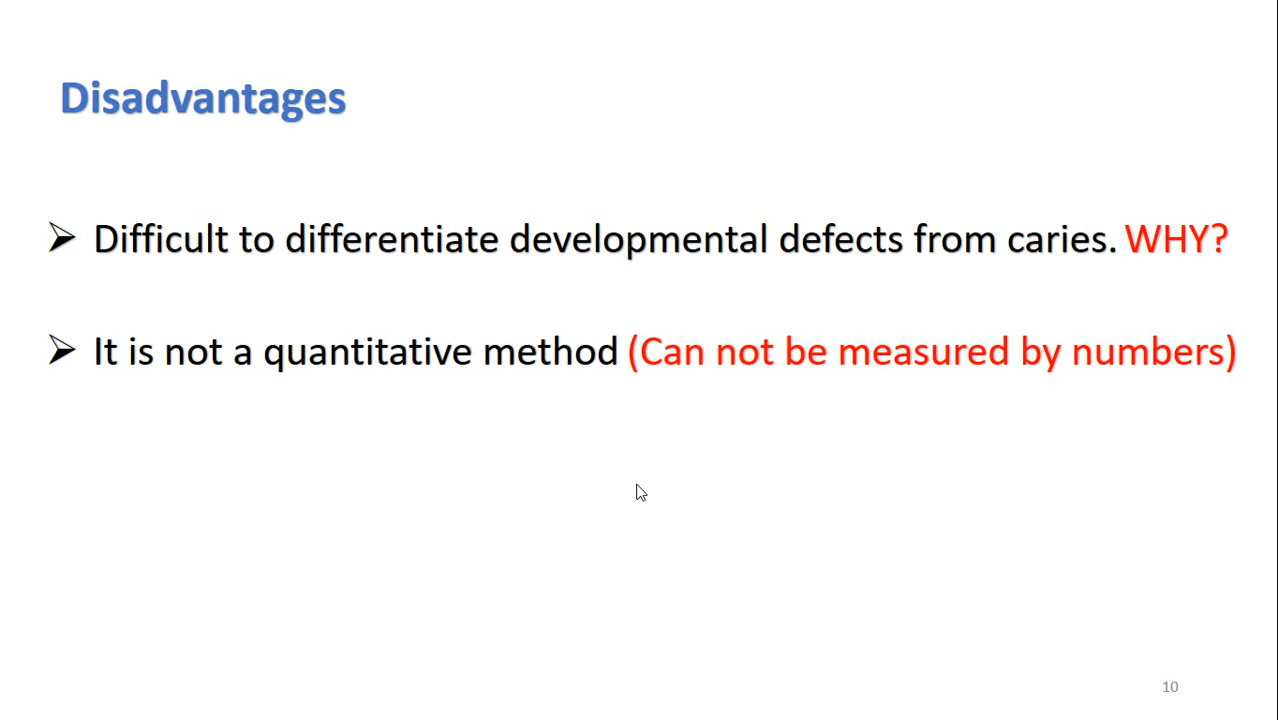 Disadvantages
➢ Difficult to differentiate developmental defects from caries. WHY?
➢ It is not a quantitative method (Can not be measured by numbers)
10